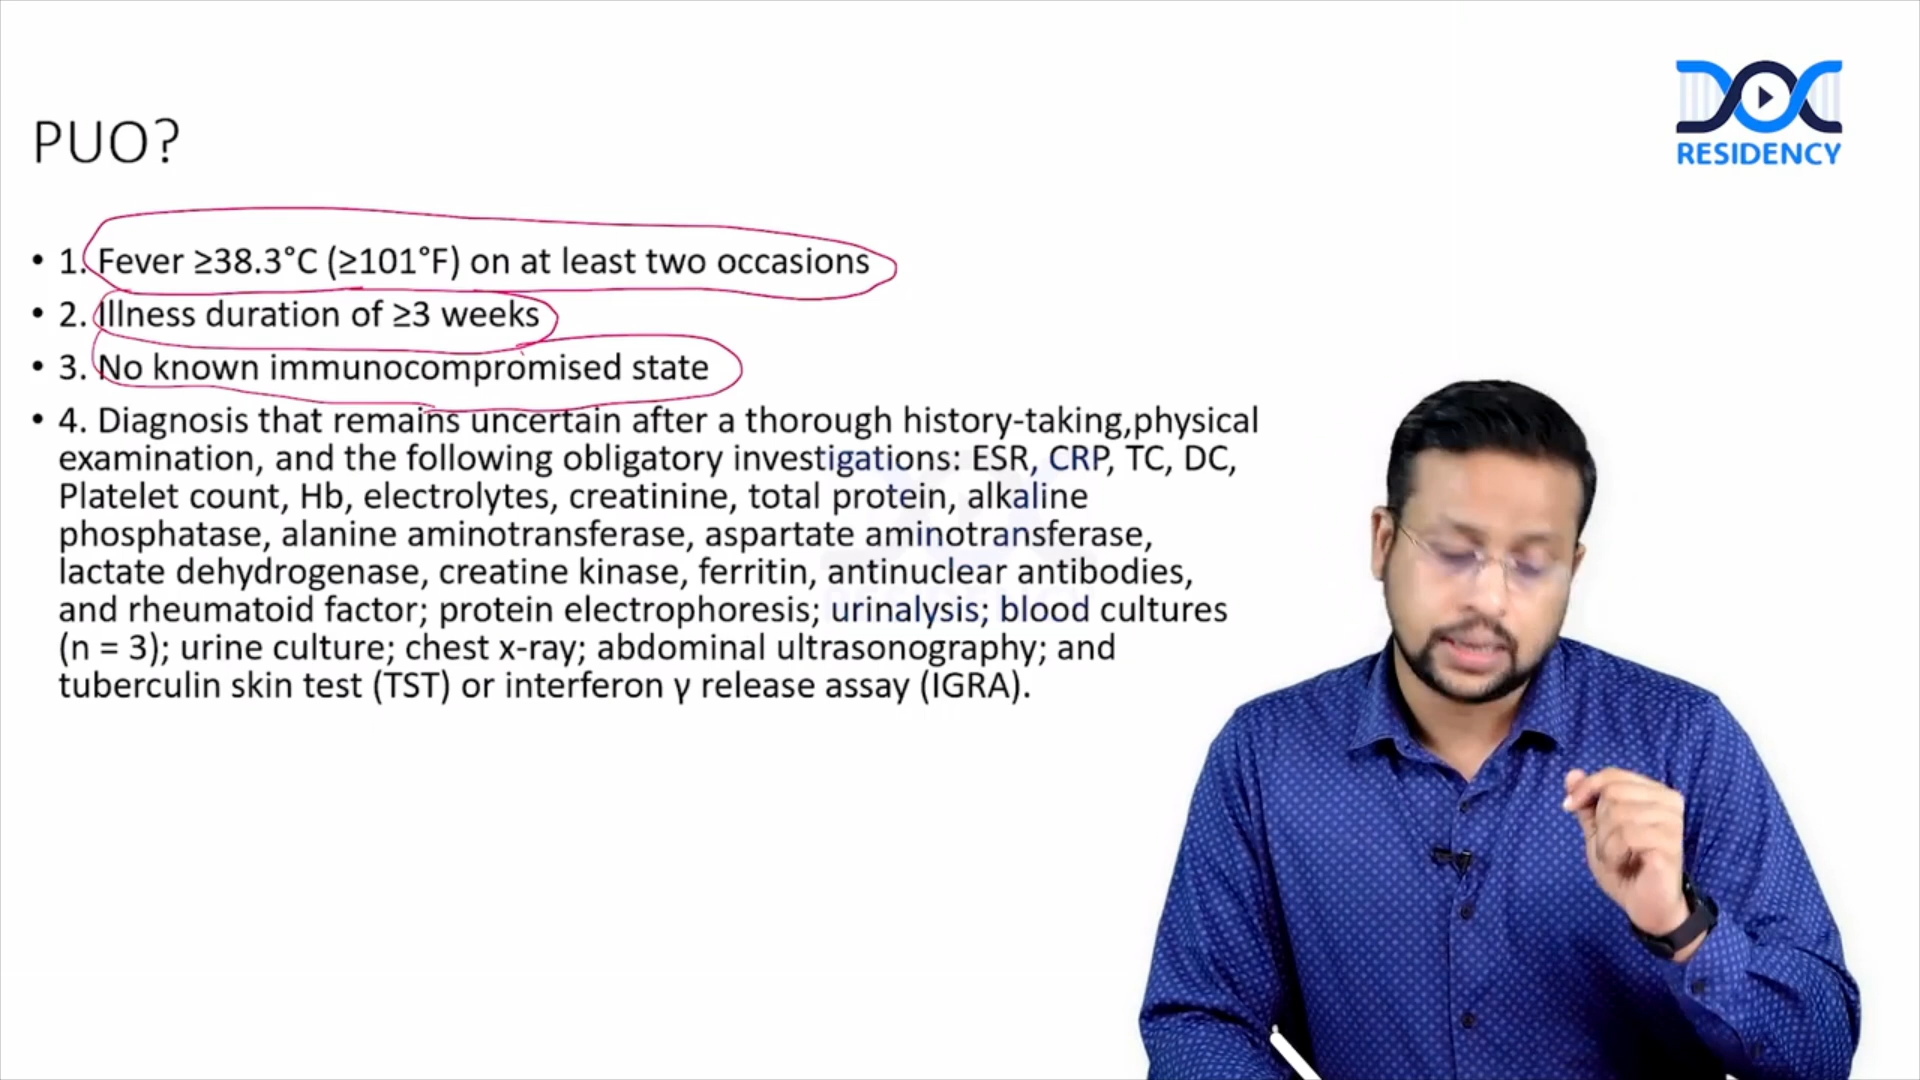 DOC
RESIDENCY
PUO?
• 1. Fever ≥38.3°C (≥101°F) on at least two occasions
• 2. Illness duration of ≥3 weeks
• 3. No known immunocompromised state
• 4. Diagnosis that remains uncertain after a thorough history-taking,physical
examination, and the following obligatory investigations: ESR, CRP, TC, DC,
Platelet count, Hb, electrolytes, creatinine, total protein, alkaline
phosphatase, alanine aminotransferase, aspartate aminotransferase,
lactate dehydrogenase, creatine kinase, ferritin, antinuclear antibodies,
and rheumatoid factor; protein electrophoresis; urinalysis; blood cultures
(n = 3); urine culture; chest x-ray; abdominal ultrasonography; and
tuberculin skin test (TST) or interferon γ release assay (IGRA).
RESIDENCY